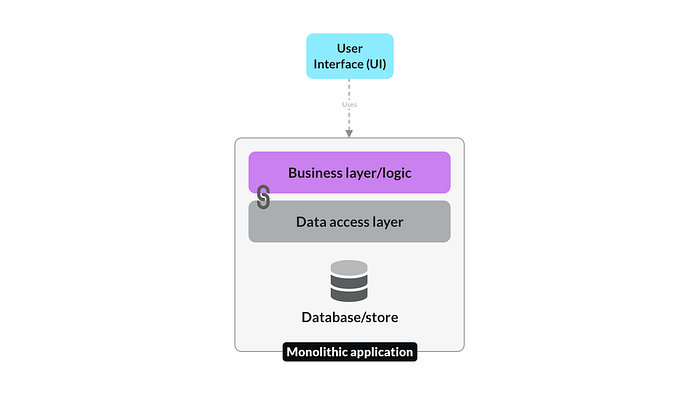 User
Interface (UI)
Uses
Business layer/logic
Data access layer
Database/store
Monolithic application